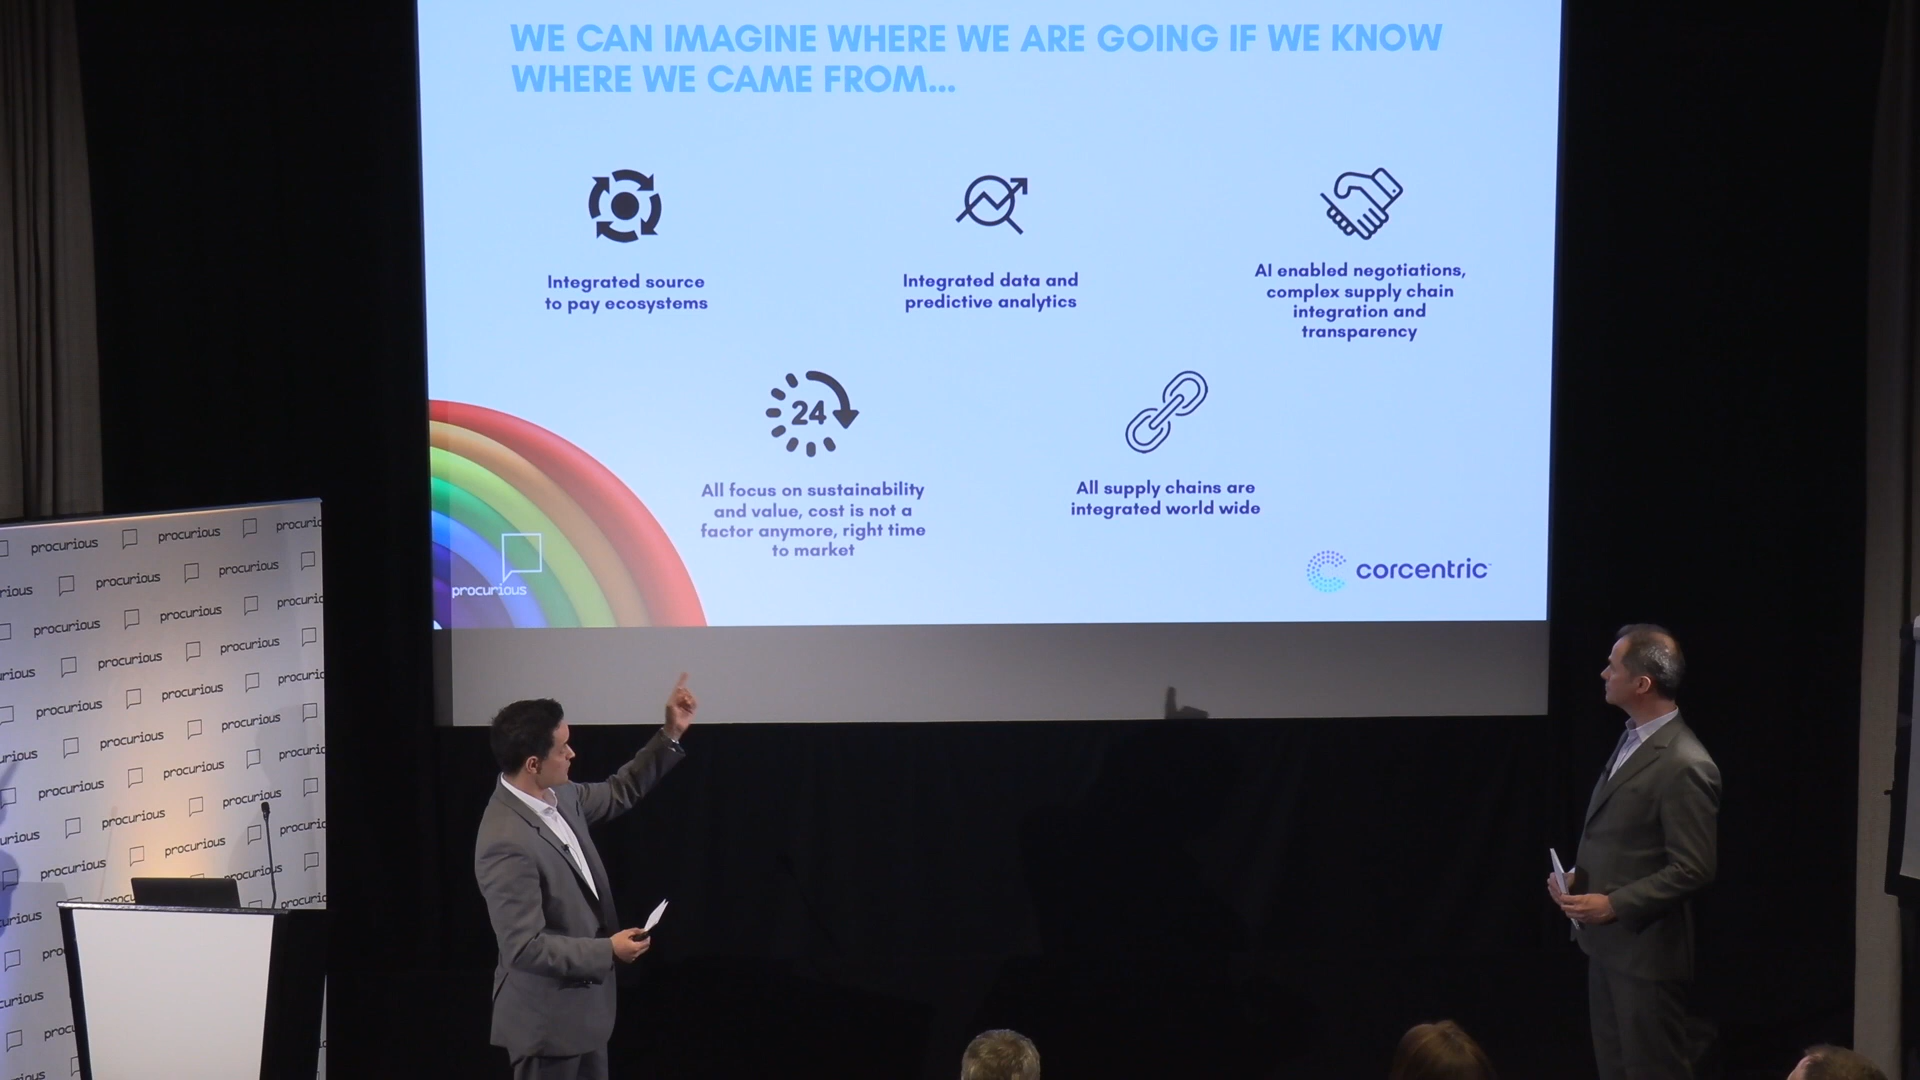 WE CAN IMAGINE WHERE WE ARE GOING IF WE KNOW
WHERE WE CAME FROM...
Integrated source
to pay ecosystems
Integrated data and
predictive analytics
AI enabled negotiations,
complex supply chain
integration and
transparency
24
All focus on sustainability
and value, cost is not a
factor anymore, right time
to market
All supply chains are
integrated world wide
procurious
corcentric
procurious procurious procurious
procurious procurious
procurious procurious
procurious procurious
procurious procurious
procurious procurious
procurious procurious
procurious procurious
procurious procurious
procurious